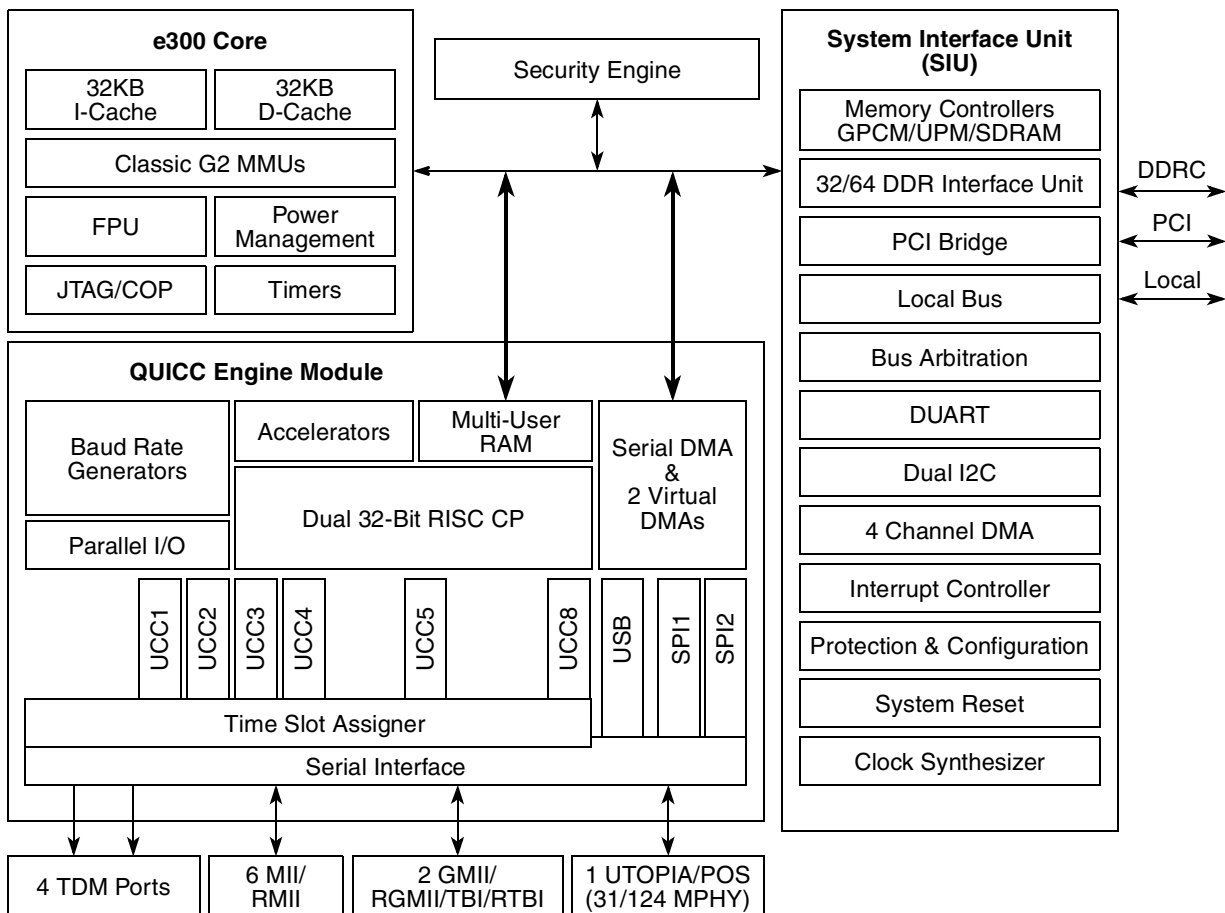 e300 Core
32KB
I-Cache
32KB
D-Cache
Classic G2 MMUs
FPU
Power
Management
JTAG/COP
Timers
Security Engine
System Interface Unit
(SIU)
Memory Controllers
GPCM/UPM/SDRAM
32/64 DDR Interface Unit
PCI Bridge
Local Bus
Bus Arbitration
DUART
Dual I2C
4 Channel DMA
Interrupt Controller
Protection & Configuration
System Reset
Clock Synthesizer
DDRC
PCI
Local
QUICC Engine Module
Baud Rate
Generators
Parallel I/O
Accelerators
Multi-User
RAM
Dual 32-Bit RISC CP
Serial DMA
&
2 Virtual
DMAs
UCC1
UCC2
UCC3
UCC4
UCC5
UCC8
USB
SPI1
SPI2
Time Slot Assigner
Serial Interface
4 TDM Ports
6 MII/
RMII
2 GMII/
RGMII/TBI/RTBI
1 UTOPIA/POS
(31/124 MPHY)